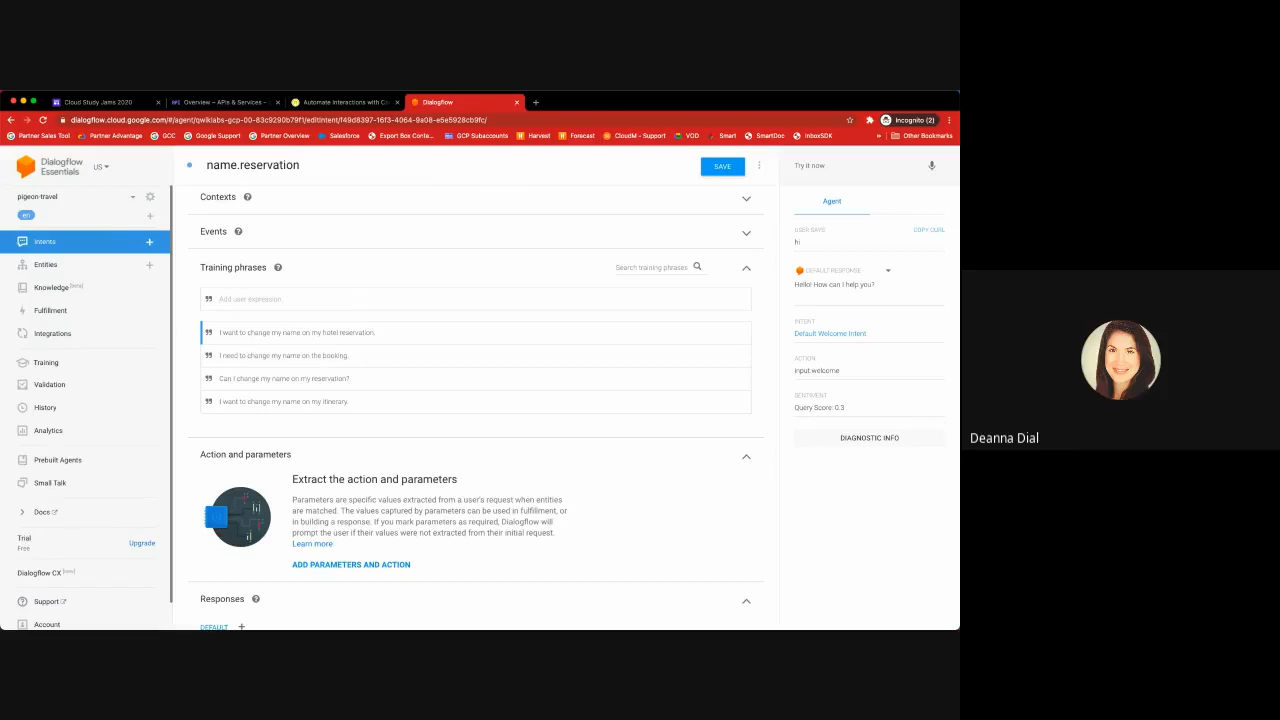 Cloud Study Jams 2020
Overview – APIs & Services -
Automate Interactions with C
Dialogflow
dialogflow.cloud.google.com/#/agent/qwiklabs-gcp-00-83c9290b79f1/editIntent/f49d8397-16f3-4064-9a08-e5e5928cb9fc/
Incognito (2)
Partner Sales Tool
Partner Advantage
GCC
Google Support
Partner Overview
Salesforce
Export Box Conte...
GCP Subaccounts
Harvest
Forecast
CloudM - Support
VOD
Smart
SmartDoc
InboxSDK
»
Other Bookmarks
Dialogflow
Essentials
US
pigeon-travel
en
Intents
Entities
Knowledge [beta]
Fulfillment
Integrations
Training
Validation
History
Analytics
Prebuilt Agents
Small Talk
Docs
Trial
Free
Upgrade
Dialogflow CX
Support
Account
name.reservation
SAVE
Contexts
Events
Training phrases
Search training phrases
Add user expression
I want to change my name on my hotel reservation.
I need to change my name on the booking.
Can I change my name on my reservation?
I want to change my name on my itinerary.
Action and parameters
Extract the action and parameters
Parameters are specific values extracted from a user's request when entities
are matched. The values captured by parameters can be used in fulfillment, or
in building a response. If you mark parameters as required, Dialogflow will
prompt the user if their values were not extracted from their initial request.
Learn more
ADD PARAMETERS AND ACTION
Responses
DEFAULT +
Try it now
Agent
USER SAYS
COPY CURL
hi
DEFAULT RESPONSE
Hello! How can I help you?
INTENT
Default Welcome Intent
ACTION
input.welcome
SENTIMENT
Query Score: 0.3
DIAGNOSTIC INFO
Deanna Dial